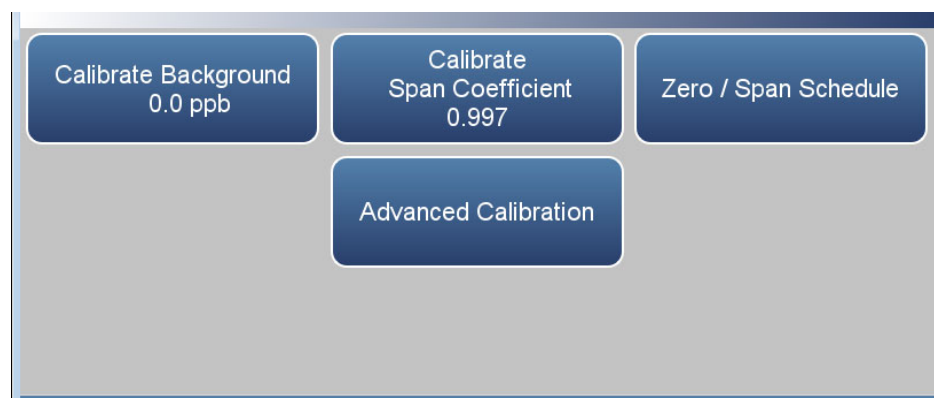 Calibrate Background
0.0 ppb
Calibrate
Span Coefficient
0.997
Zero / Span Schedule
Advanced Calibration